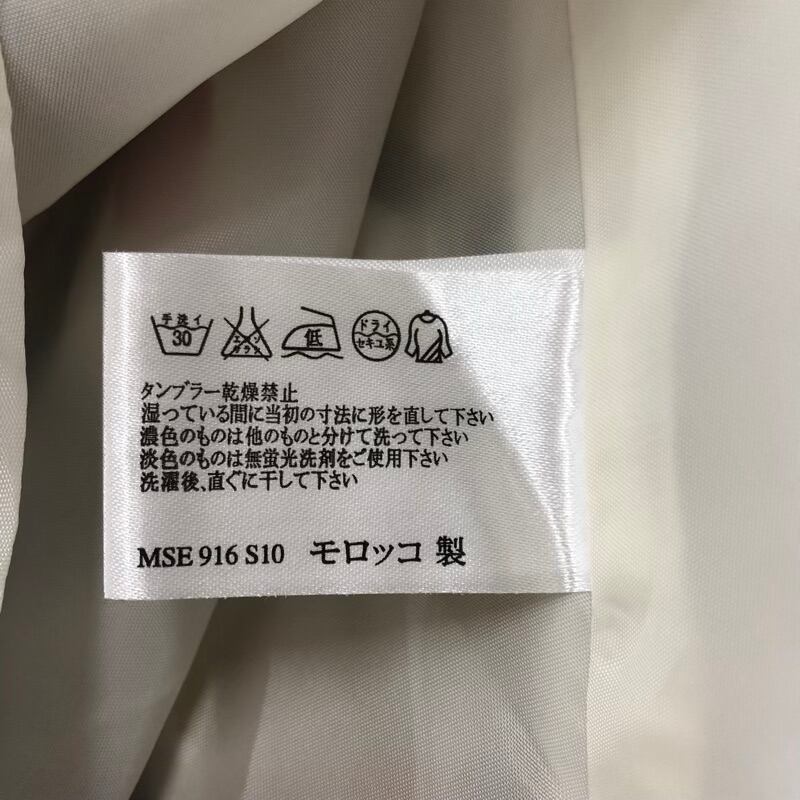 手洗イ
30
エンソ
サラシ
低
ドライ
セキユ系
タンブラー乾燥禁止
湿っている間に当初の寸法に形を直して下さい
濃色のものは他のものと分けて洗って下さい
淡色のものは無蛍光洗剤をご使用下さい
洗濯後、直ぐに干して下さい
MSE 916 S10 モロッコ 製